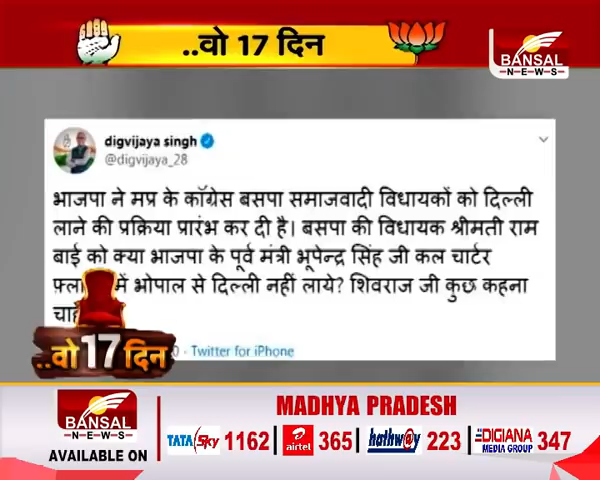 ..वो 17 दिन
BANSAL
NEWS
digvijaya singh
@digvijaya_28
भाजपा ने मप्र के काँग्रेस बसपा समाजवादी विधायकों को दिल्ली
लाने की प्रक्रिया प्रारंभ कर दी है। बसपा की विधायक श्रीमती राम
बाई को क्या भाजपा के पूर्व मंत्री भूपेन्द्र सिंह जी कल चार्टर
में भोपाल से दिल्ली नहीं लाये? शिवराज जी कुछ कहना
· Twitter for iPhone
..वो 17 दिन
BANSAL
NEWS
AVAILABLE ON
MADHYA PRADESH
TATA sky 1162
airtel 365
hathway 223
DIGIANA MEDIA GROUP 347